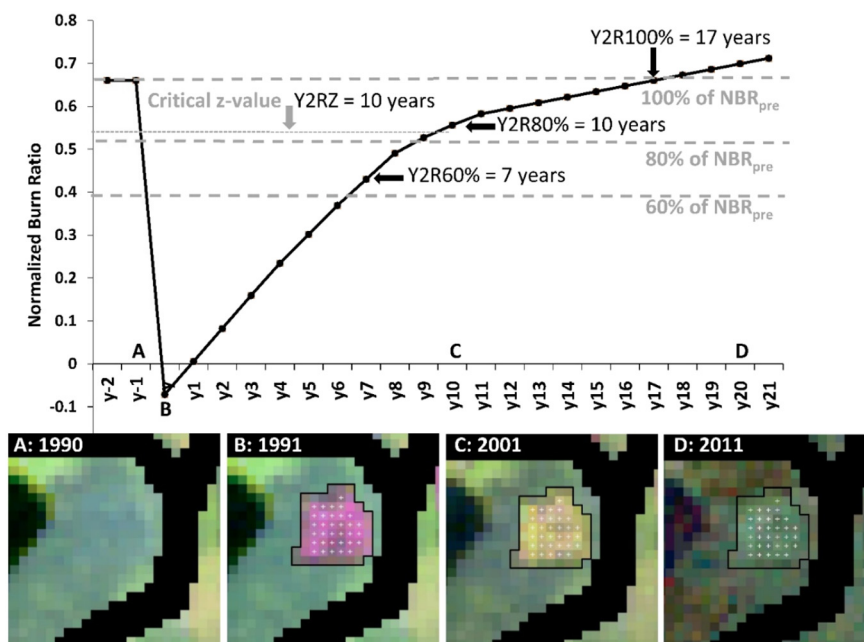 0.8
0.7
0.6
0.5
0.4
0.3
0.2
0.1
0
-0.1
Normalized Burn Ratio
Y2R100% = 17 years
Critical z-value
Y2RZ = 10 years
100% of NBRpre
Y2R80% = 10 years
80% of NBRpre
Y2R60% = 7 years
60% of NBRpre
A
B
C
D
y-2
y-1
y1
y2
y3
y4
y5
y6
y7
y8
y9
y10
y11
y12
y13
y14
y15
y16
y17
y18
y19
y20
y21
A: 1990
B: 1991
C: 2001
D: 2011